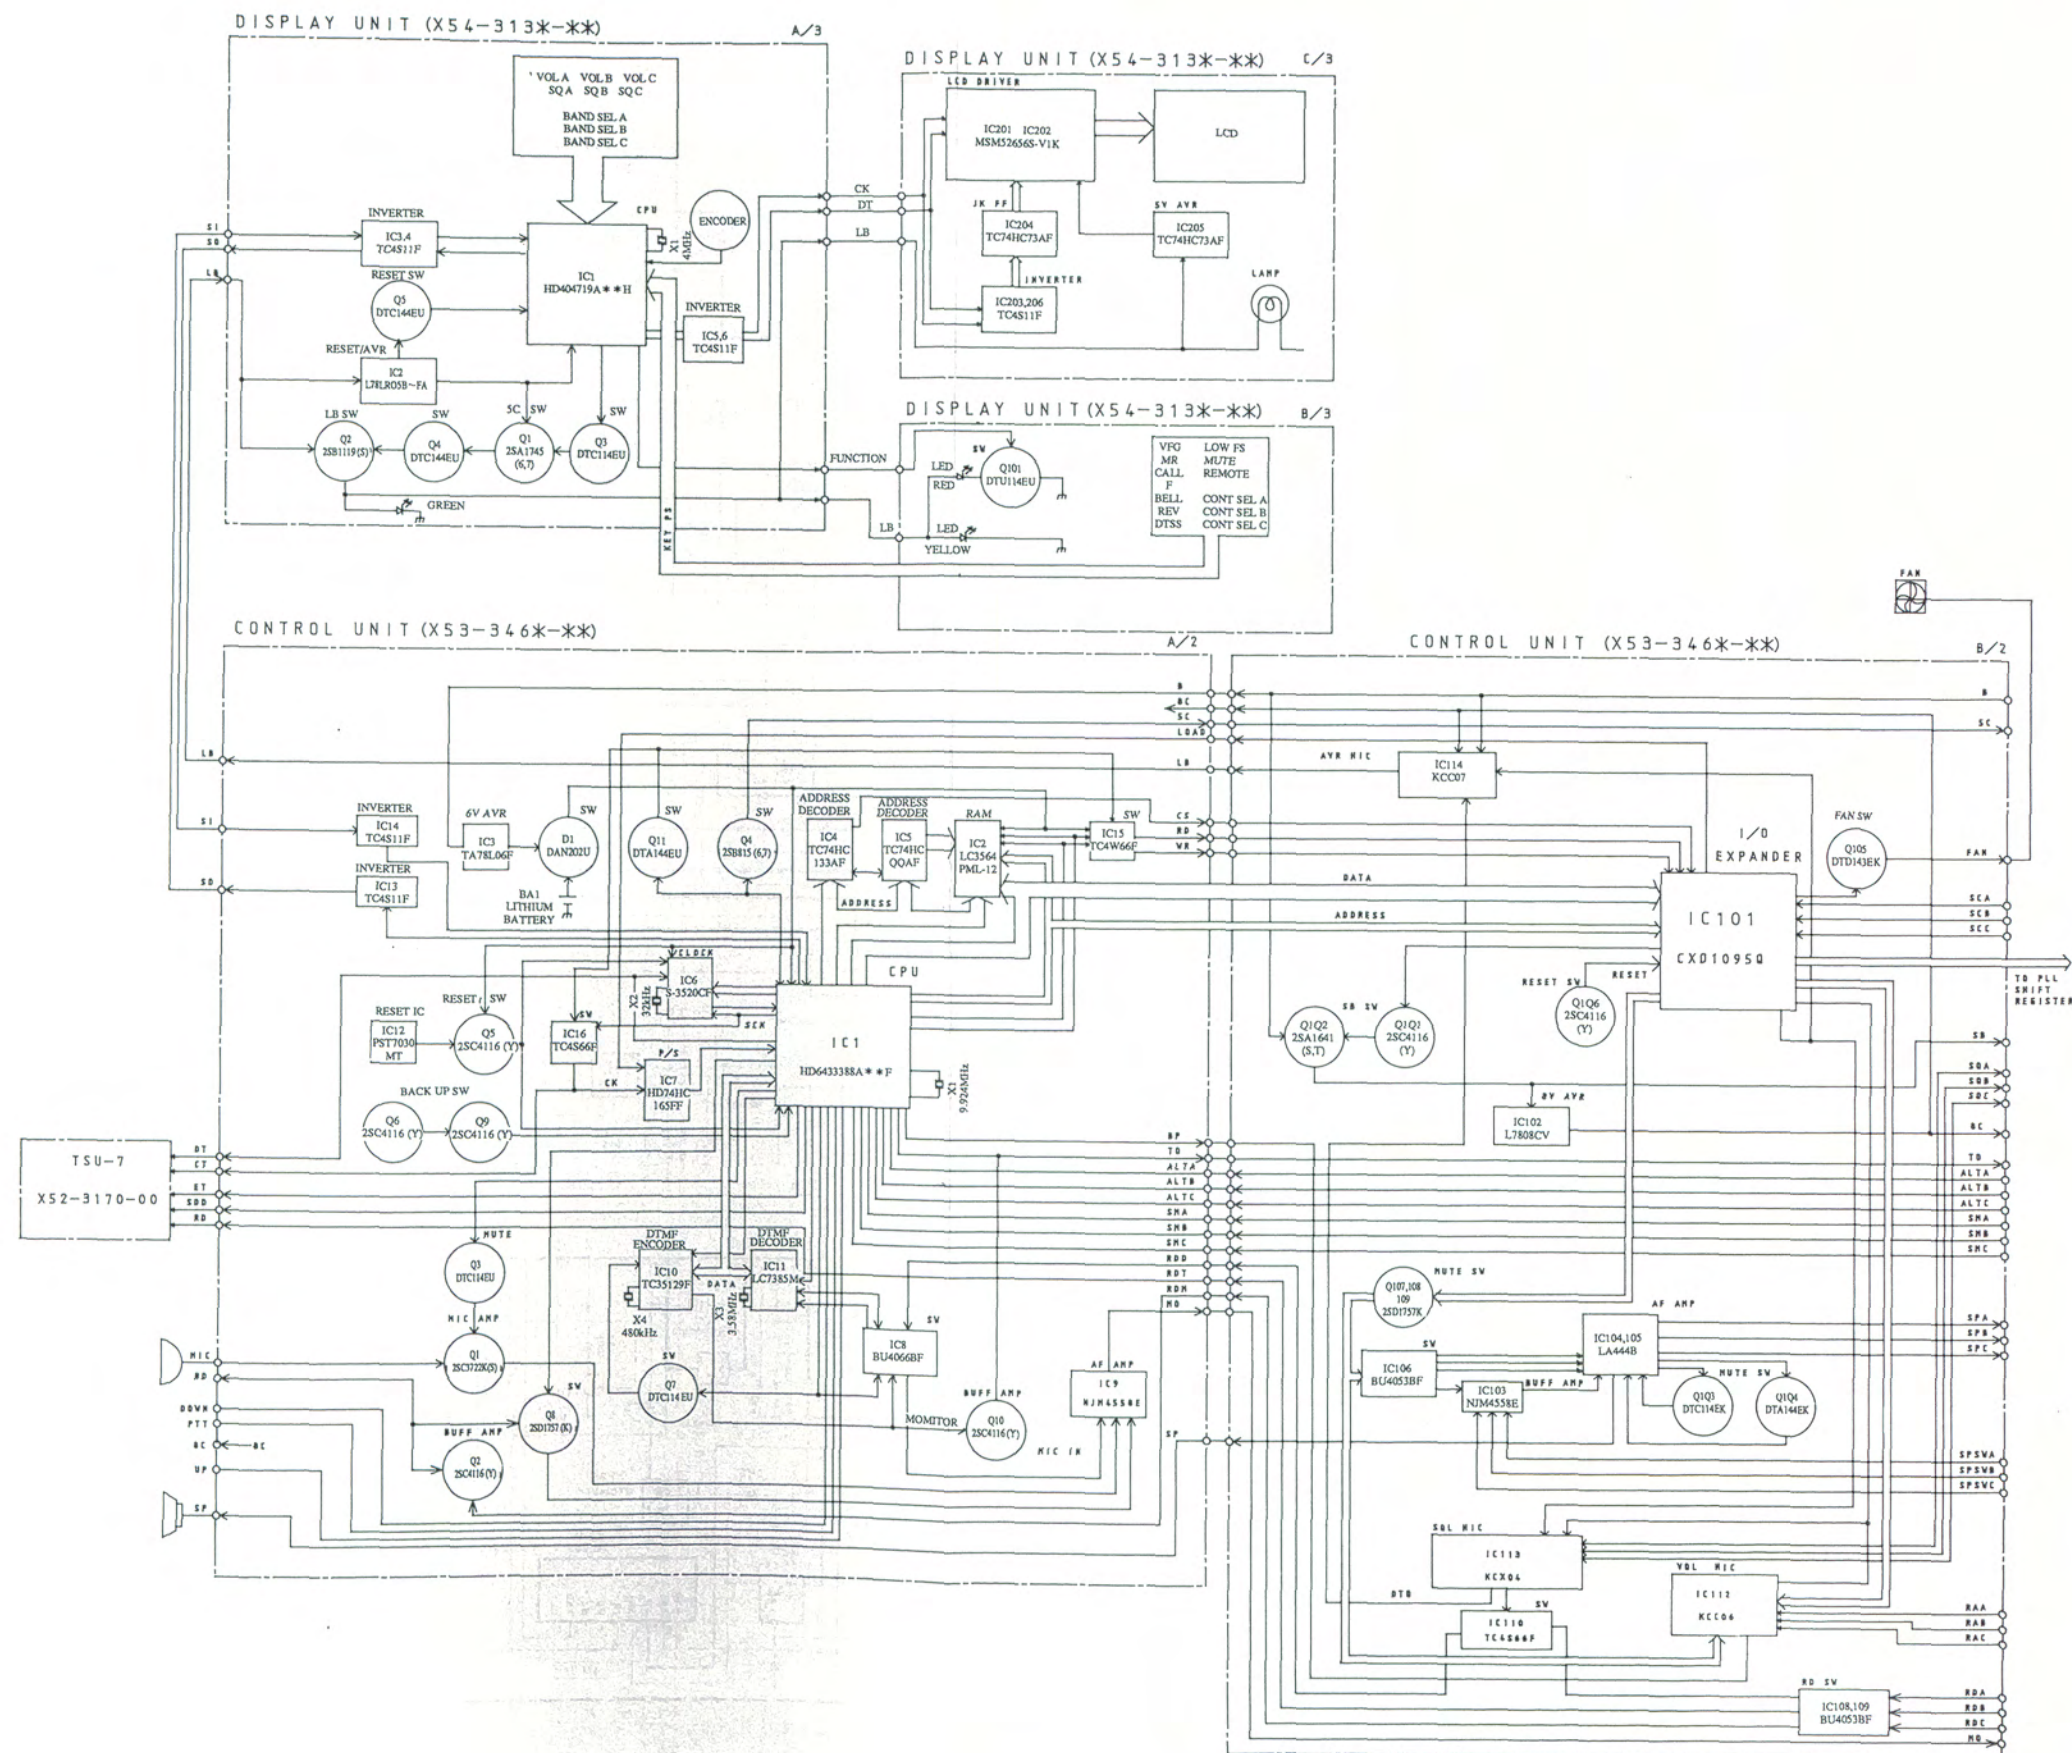 DISPLAY UNIT (X54-313✱-✱✱)
A/3
VOL A VOL B VOL C
SQ A SQ B SQ C
BAND SEL A
BAND SEL B
BAND SEL C
CPU
ENCODER
X1
4MHz
INVERTER
IC3,4
TC4S11F
IC1
HD404719A✱✱H
RESET SW
Q5
DTC144EU
INVERTER
IC5,6
TC4S11F
RESET/AVR
IC2
L78LR05B~FA
LB SW
Q2
2SB1119(S)
SW
Q4
DTC144EU
5C SW
Q1
2SA1745
(6,7)
SW
Q3
DTC114EU
GREEN
KEY PS
SI
SO
LB
CK
DT
LB
FUNCTION
LB
DISPLAY UNIT (X54-313✱-✱✱)
C/3
LCD DRIVER
IC201 IC202
MSM52656S-V1K
LCD
JK FF
IC204
TC74HC73AF
5V AVR
IC205
TC74HC73AF
INVERTER
IC203,206
TC4S11F
LAMP
DISPLAY UNIT (X54-313✱-✱✱)
B/3
SW
Q101
DTU114EU
LED
RED
LED
YELLOW
VFG LOW FS
MR MUTE
CALL REMOTE
F
BELL CONT SEL A
REV CONT SEL B
DTSS CONT SEL C
FAN
CONTROL UNIT (X53-346✱-✱✱)
A/2
B
8C
SC
LOAD
LB
LB
SI
SO
INVERTER
IC14
TC4S11F
INVERTER
IC13
TC4S11F
6V AVR
IC3
TA78L06F
SW
D1
DAN202U
BA1
LITHIUM
BATTERY
SW
Q11
DTA144EU
SW
Q4
2SB815 (6,7)
ADDRESS
DECODER
IC4
TC74HC
133AF
ADDRESS
DECODER
IC5
TC74HC
QQAF
RAM
IC2
LC3564
PML-12
SW
IC15
TC4W66F
CS
RD
WR
DATA
ADDRESS
ADDRESS
CLOCK
IC6
S-3520CF
X2
32kHz
CPU
IC1
HD6433388A✱✱F
X1
9.924MHz
RESET SW
Q5
2SC4116 (Y)
RESET IC
IC12
PST7030
MT
SW
IC16
TC4S66F
SCK
P/S
IC7
HD74HC
165FF
CK
BACK UP SW
Q6
2SC4116 (Y)
Q9
2SC4116 (Y)
TSU-7
X52-3170-00
DT
CT
ET
SDD
RD
BP
TO
ALTA
ALTB
ALTC
SMA
SMB
SMC
RDD
RDT
RDM
MO
MUTE
Q3
DTC114EU
MIC AMP
Q1
2SC3722K(S)
SW
Q8
2SD1757(K)
BUFF AMP
Q2
2SC4116(Y)
DTMF
ENCODER
IC10
TC35129F
X4
480kHz
DATA
DTMF
DECODER
IC11
LC7385M
X3
3.58MHz
SW
Q7
DTC114EU
SW
IC8
BU4066BF
MOMITOR
BUFF AMP
Q10
2SC4116(Y)
AF AMP
IC9
NJM4558E
MIC IN
MIC
DOWN
PTT
8C
8C
UP
SP
SP
CONTROL UNIT (X53-346✱-✱✱)
B/2
B
SC
AVR MIC
IC114
KCC07
I/O
EXPANDER
IC101
CXD1095Q
FAN SW
Q105
DTD143EK
FAN
SCA
SCB
SCC
TO PLL
SHIFT
REGISTER
RESET SW
RESET
Q1Q6
2SC4116
(Y)
SB SW
Q1Q2
2SA1641
(S,T)
Q1Q1
2SC4116
(Y)
8V AVR
IC102
L7808CV
SB
SQA
SQB
SQC
8C
TO
ALTA
ALTB
ALTC
SMA
SMB
SMC
MUTE SW
Q107,108
109
2SD1757K
AF AMP
IC104,105
LA444B
SW
IC106
BU4053BF
IC103
NJM4558E
BUFF AMP
MUTE SW
Q1Q3
DTC114EK
Q1Q4
DTA144EK
SPA
SPB
SPC
SPSWA
SPSWB
SPSWC
SQL MIC
IC113
KCX04
DTO
SW
IC110
TC4S66F
VOL MIC
IC112
KCC06
RAA
RAB
RAC
RD SW
IC108,109
BU4053BF
RDA
RDB
RDC
MO